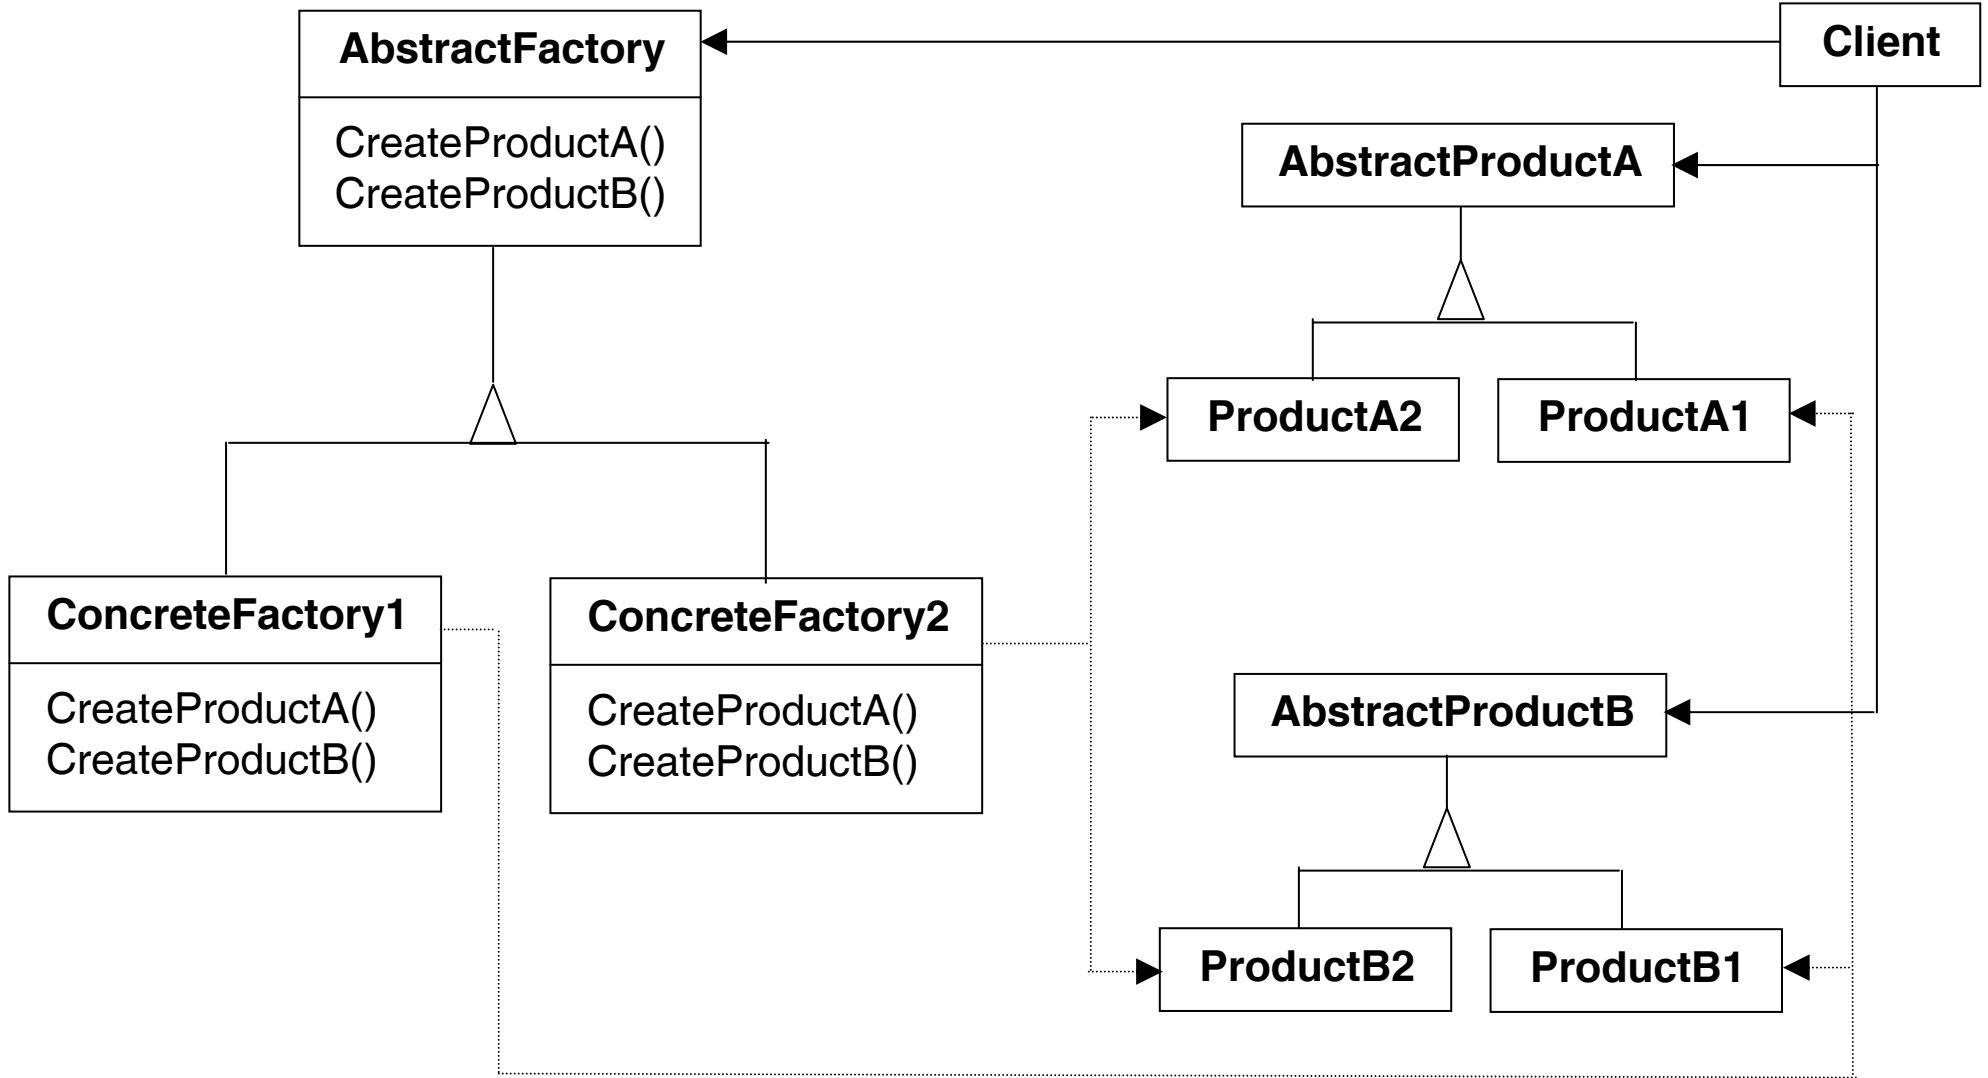 AbstractFactory
CreateProductA()
CreateProductB()
Client
AbstractProductA
ProductA2
ProductA1
ConcreteFactory1
CreateProductA()
CreateProductB()
ConcreteFactory2
CreateProductA()
CreateProductB()
AbstractProductB
ProductB2
ProductB1